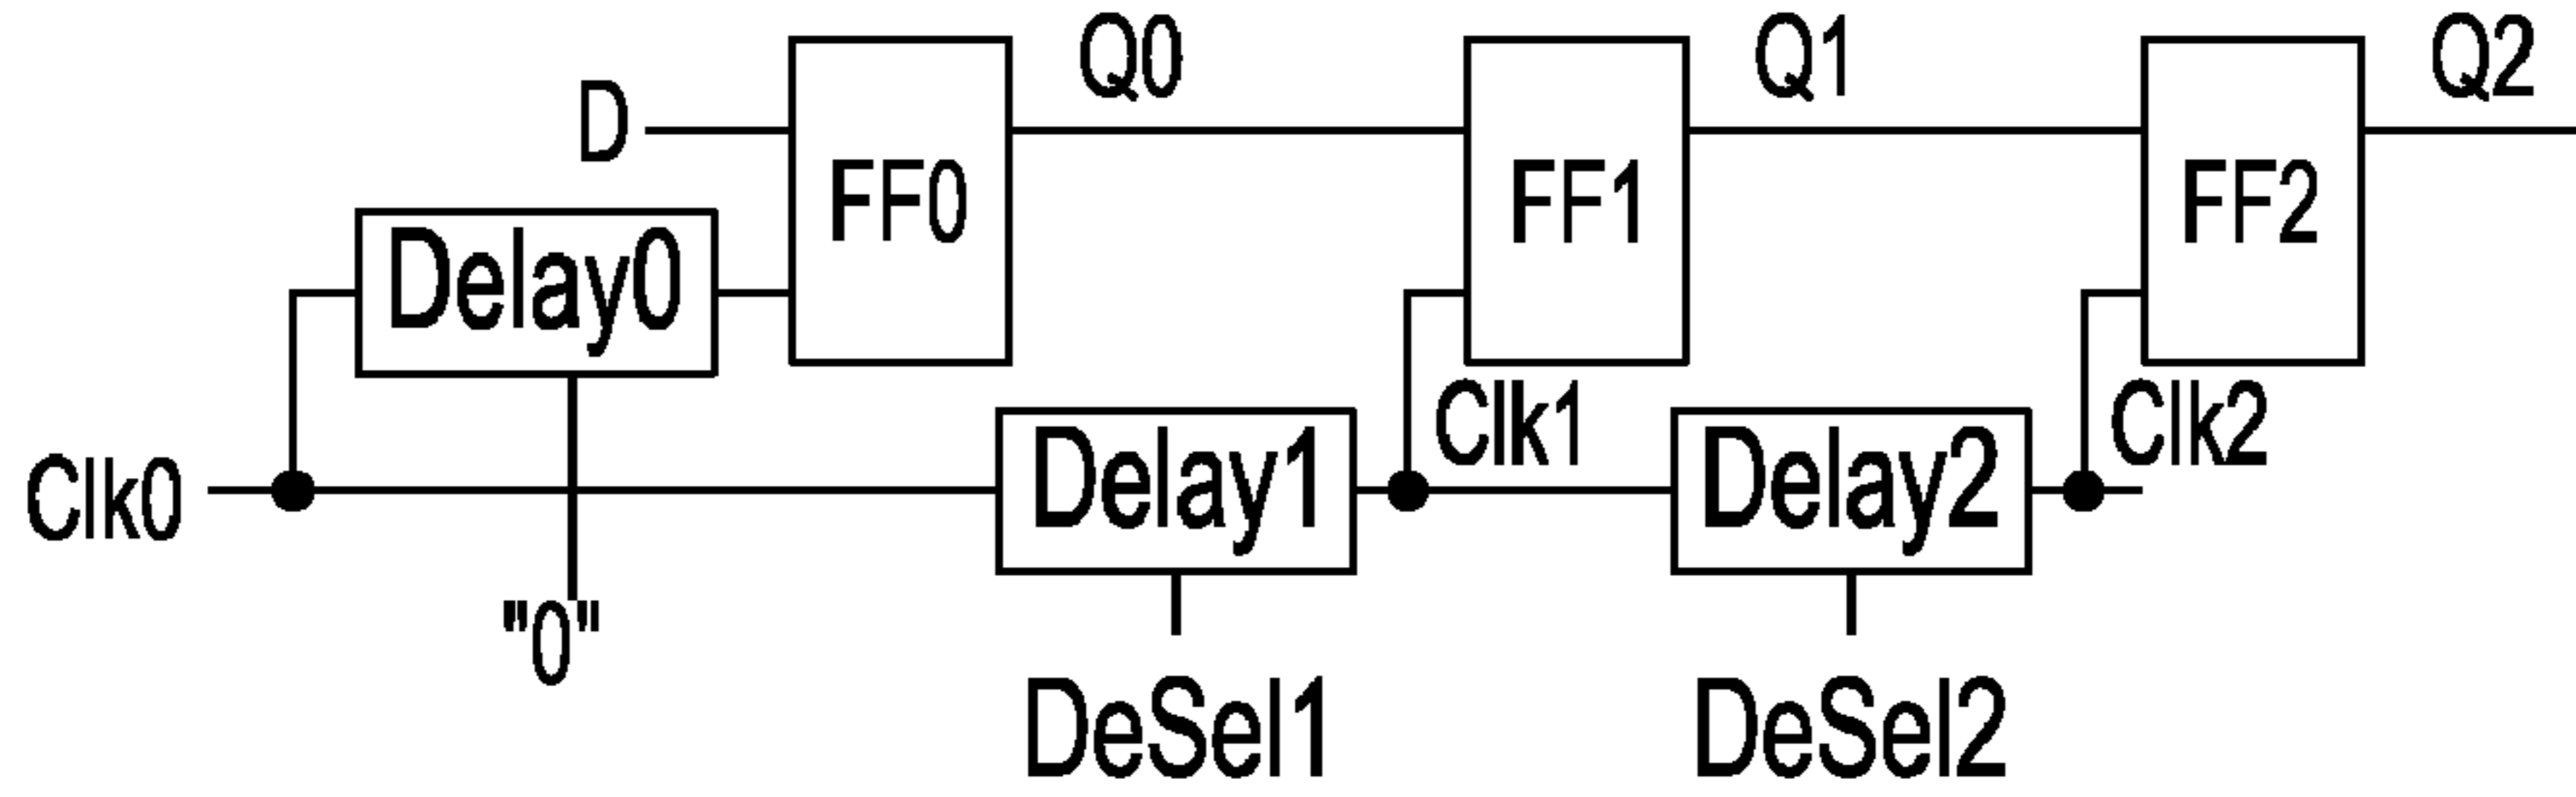 Q0
Q1
Q2
D
FF0
FF1
FF2
Delay0
Clk1
Clk2
Clk0
Delay1
Delay2
"0"
DeSel1
DeSel2